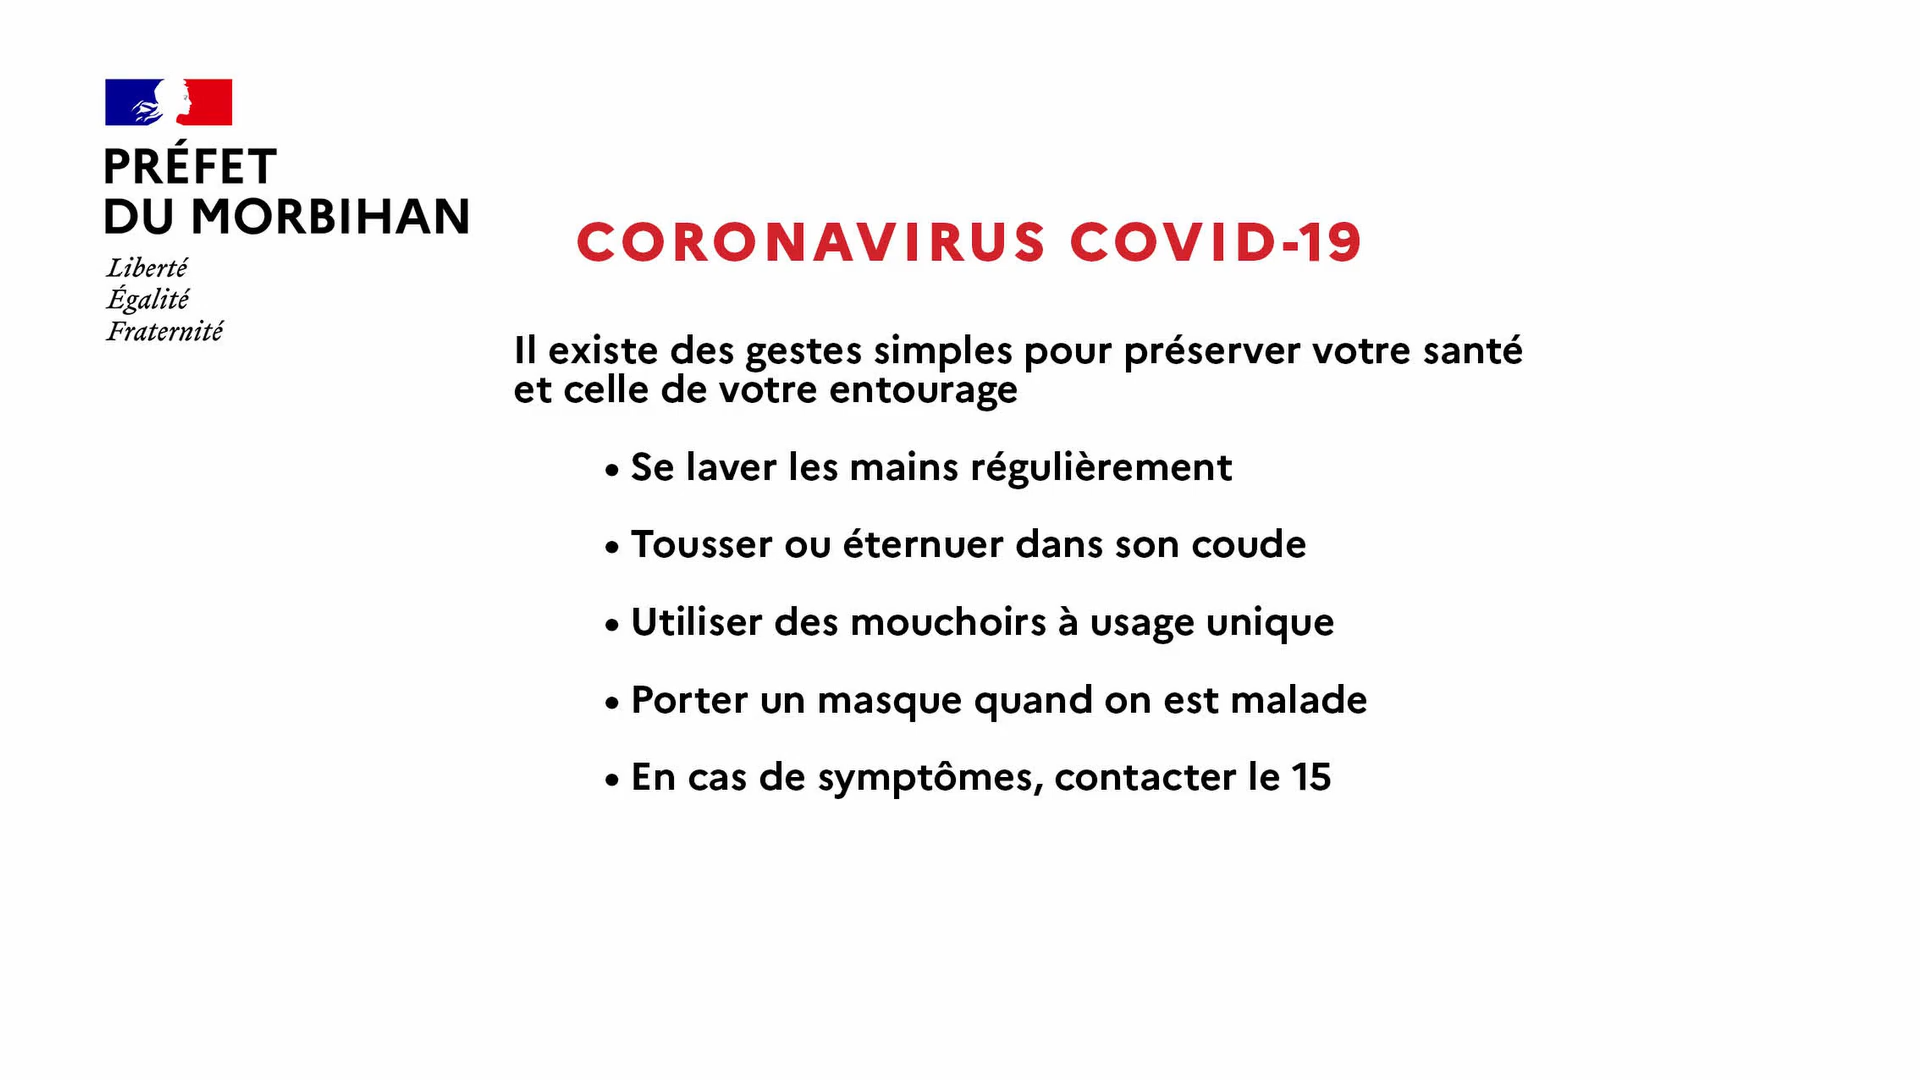 PRÉFET
DU MORBIHAN
Liberté
Égalité
Fraternité
CORONAVIRUS COVID-19
Il existe des gestes simples pour préserver votre santé
et celle de votre entourage
• Se laver les mains régulièrement
• Tousser ou éternuer dans son coude
• Utiliser des mouchoirs à usage unique
• Porter un masque quand on est malade
• En cas de symptômes, contacter le 15